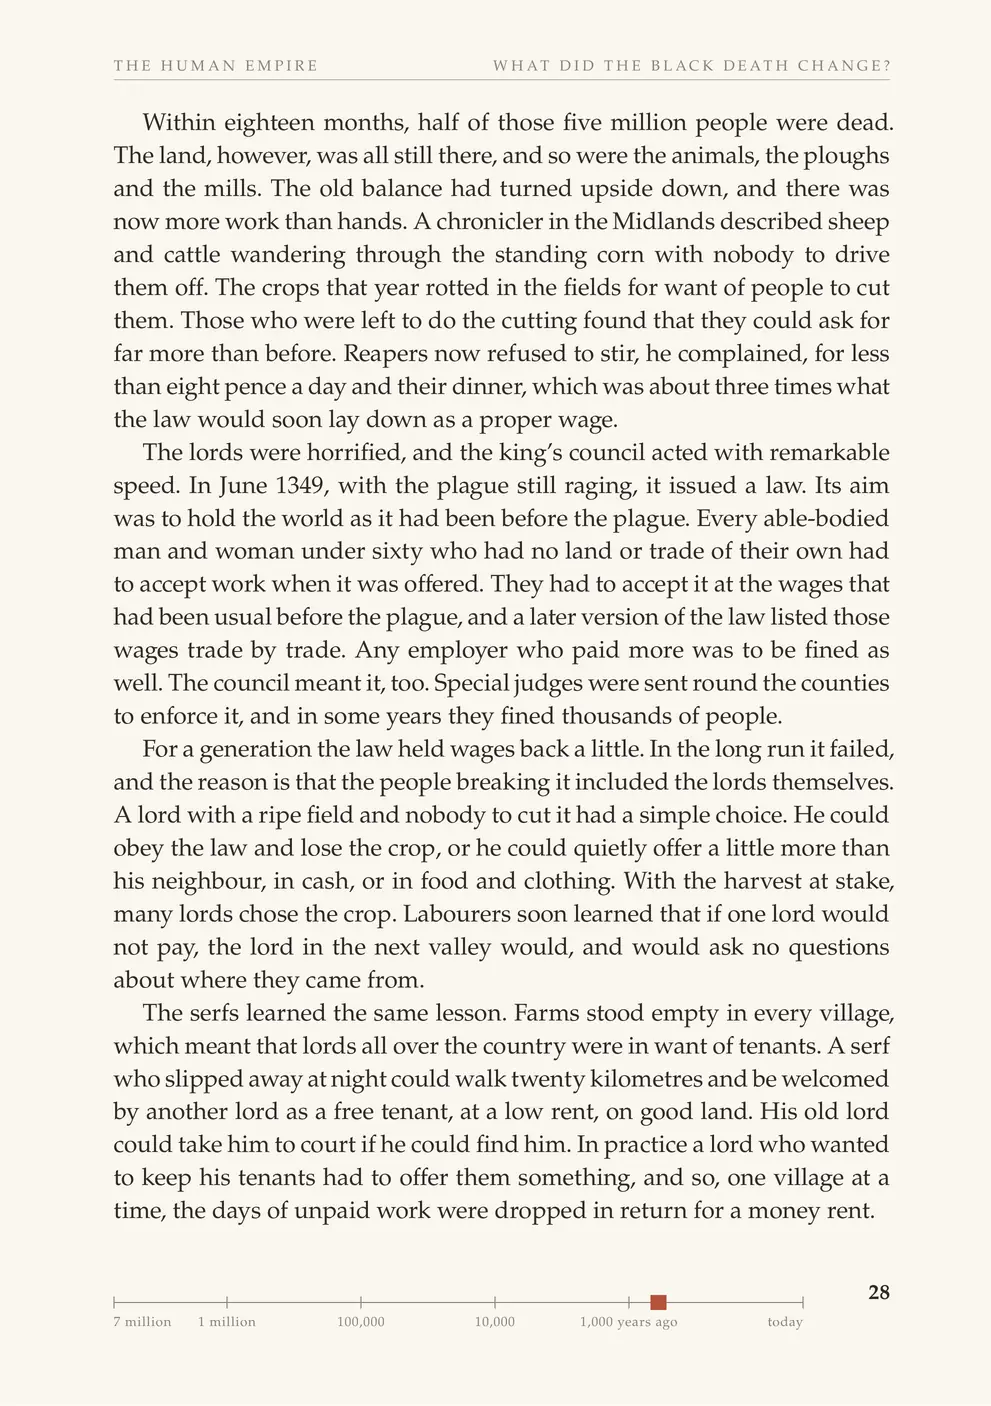 THE HUMAN EMPIRE
WHAT DID THE BLACK DEATH CHANGE?
Within eighteen months, half of those five million people were dead.
The land, however, was all still there, and so were the animals, the ploughs
and the mills. The old balance had turned upside down, and there was
now more work than hands. A chronicler in the Midlands described sheep
and cattle wandering through the standing corn with nobody to drive
them off. The crops that year rotted in the fields for want of people to cut
them. Those who were left to do the cutting found that they could ask for
far more than before. Reapers now refused to stir, he complained, for less
than eight pence a day and their dinner, which was about three times what
the law would soon lay down as a proper wage.
The lords were horrified, and the king’s council acted with remarkable
speed. In June 1349, with the plague still raging, it issued a law. Its aim
was to hold the world as it had been before the plague. Every able-bodied
man and woman under sixty who had no land or trade of their own had
to accept work when it was offered. They had to accept it at the wages that
had been usual before the plague, and a later version of the law listed those
wages trade by trade. Any employer who paid more was to be fined as
well. The council meant it, too. Special judges were sent round the counties
to enforce it, and in some years they fined thousands of people.
For a generation the law held wages back a little. In the long run it failed,
and the reason is that the people breaking it included the lords themselves.
A lord with a ripe field and nobody to cut it had a simple choice. He could
obey the law and lose the crop, or he could quietly offer a little more than
his neighbour, in cash, or in food and clothing. With the harvest at stake,
many lords chose the crop. Labourers soon learned that if one lord would
not pay, the lord in the next valley would, and would ask no questions
about where they came from.
The serfs learned the same lesson. Farms stood empty in every village,
which meant that lords all over the country were in want of tenants. A serf
who slipped away at night could walk twenty kilometres and be welcomed
by another lord as a free tenant, at a low rent, on good land. His old lord
could take him to court if he could find him. In practice a lord who wanted
to keep his tenants had to offer them something, and so, one village at a
time, the days of unpaid work were dropped in return for a money rent.
28
7 million
1 million
100,000
10,000
1,000 years ago
today